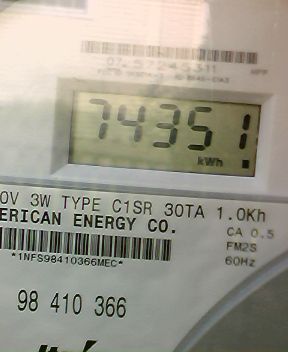 74351
kWh
0V 3W TYPE C1SR 30TA 1.0Kh
ERICAN ENERGY CO.
CA 0.5
FM2S
*1NFS98410366MEC*
60Hz
98 410 366